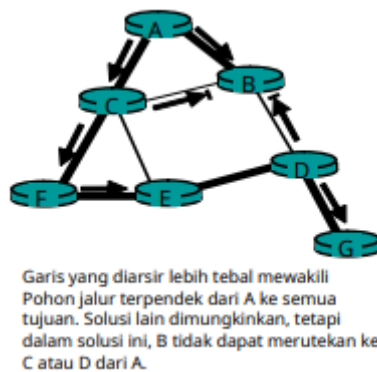 A
C
B
D
F
E
G
Garis yang diarsir lebih tebal mewakili
Pohon jalur terpendek dari A ke semua
tujuan. Solusi lain dimungkinkan, tetapi
dalam solusi ini, B tidak dapat merutekan ke
C atau D dari A.